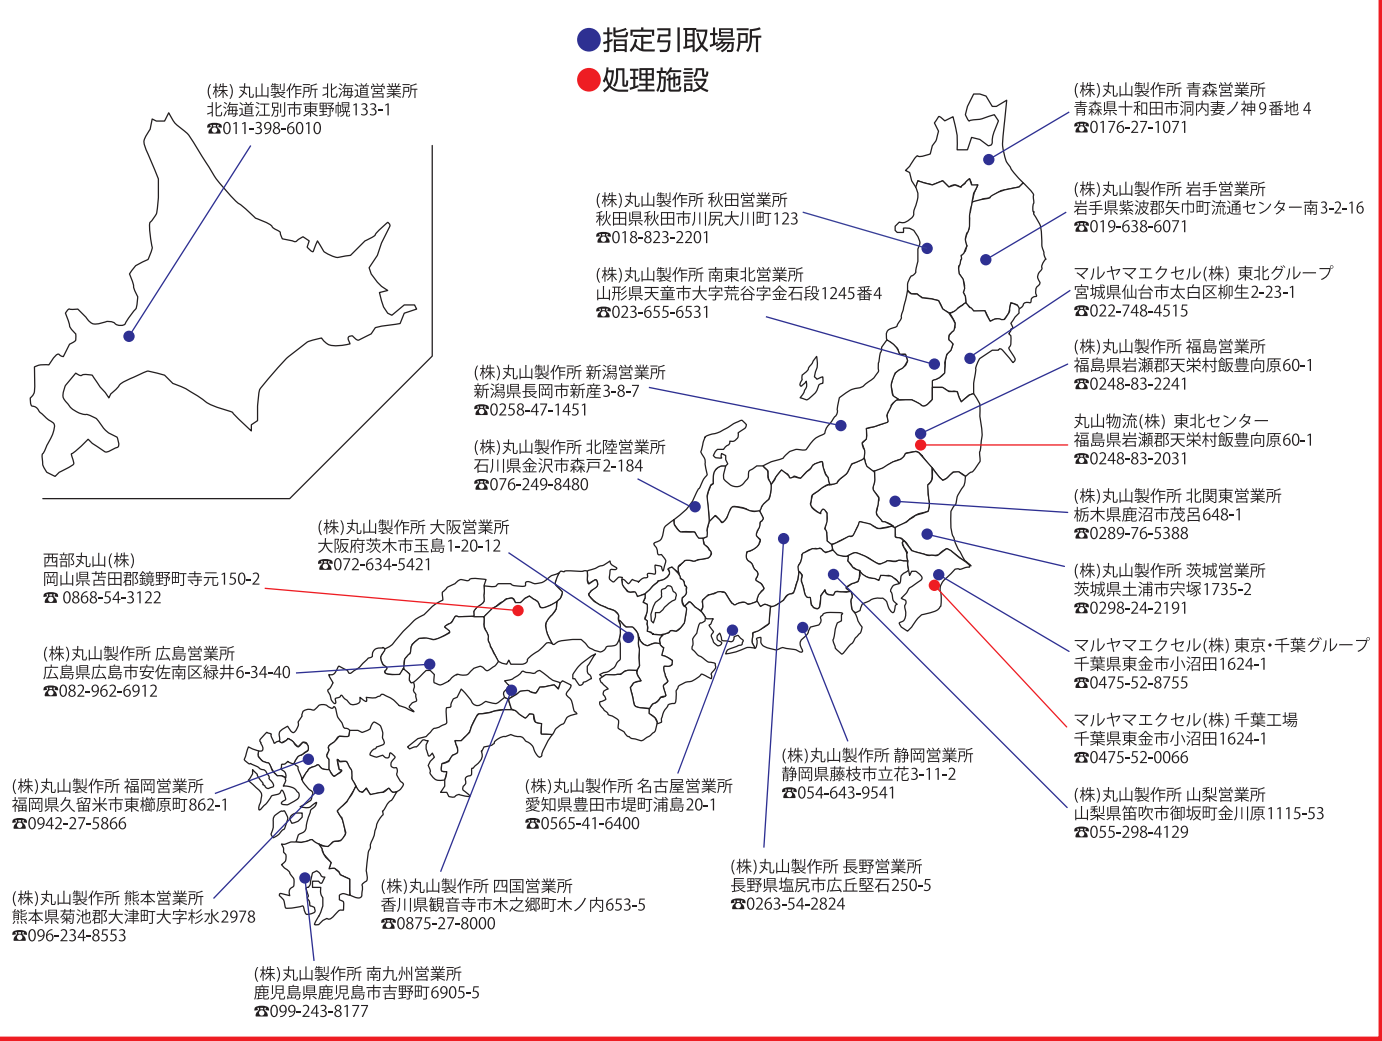 ●指定引取場所
●処理施設
(株) 丸山製作所 北海道営業所
北海道江別市東野幌133-1
☎011-398-6010
(株)丸山製作所 青森営業所
青森県十和田市洞内妻ノ神9番地 4
☎0176-27-1071
(株)丸山製作所 秋田営業所
秋田県秋田市川尻大川町123
☎018-823-2201
(株)丸山製作所 岩手営業所
岩手県紫波郡矢巾町流通センター南3-2-16
☎019-638-6071
(株)丸山製作所 南東北営業所
山形県天童市大字荒谷字金石段1245番4
☎023-655-6531
マルヤマエクセル(株) 東北グループ
宮城県仙台市太白区柳生2-23-1
☎022-748-4515
(株)丸山製作所 福島営業所
福島県岩瀬郡天栄村飯豊向原60-1
☎0248-83-2241
(株)丸山製作所 新潟営業所
新潟県長岡市新産3-8-7
☎0258-47-1451
丸山物流(株) 東北センター
福島県岩瀬郡天栄村飯豊向原60-1
☎0248-83-2031
(株)丸山製作所 北陸営業所
石川県金沢市森戸2-184
☎076-249-8480
(株)丸山製作所 北関東営業所
栃木県鹿沼市茂呂648-1
☎0289-76-5388
(株)丸山製作所 大阪営業所
大阪府茨木市玉島1-20-12
☎072-634-5421
西部丸山(株)
岡山県苫田郡鏡野町寺元150-2
☎ 0868-54-3122
(株)丸山製作所 茨城営業所
茨城県土浦市宍塚1735-2
☎0298-24-2191
(株)丸山製作所 広島営業所
広島県広島市安佐南区緑井6-34-40
☎082-962-6912
マルヤマエクセル(株) 東京・千葉グループ
千葉県東金市小沼田1624-1
☎0475-52-8755
マルヤマエクセル(株) 千葉工場
千葉県東金市小沼田1624-1
☎0475-52-0066
(株)丸山製作所 静岡営業所
静岡県藤枝市立花3-11-2
☎054-643-9541
(株)丸山製作所 福岡営業所
福岡県久留米市東櫛原町862-1
☎0942-27-5866
(株)丸山製作所 名古屋営業所
愛知県豊田市堤町浦島20-1
☎0565-41-6400
(株)丸山製作所 山梨営業所
山梨県笛吹市御坂町金川原1115-53
☎055-298-4129
(株)丸山製作所 長野営業所
長野県塩尻市広丘堅石250-5
☎0263-54-2824
(株)丸山製作所 四国営業所
香川県観音寺市木之郷町木ノ内653-5
☎0875-27-8000
(株)丸山製作所 熊本営業所
熊本県菊池郡大津町大字杉水2978
☎096-234-8553
(株)丸山製作所 南九州営業所
鹿児島県鹿児島市吉野町6905-5
☎099-243-8177